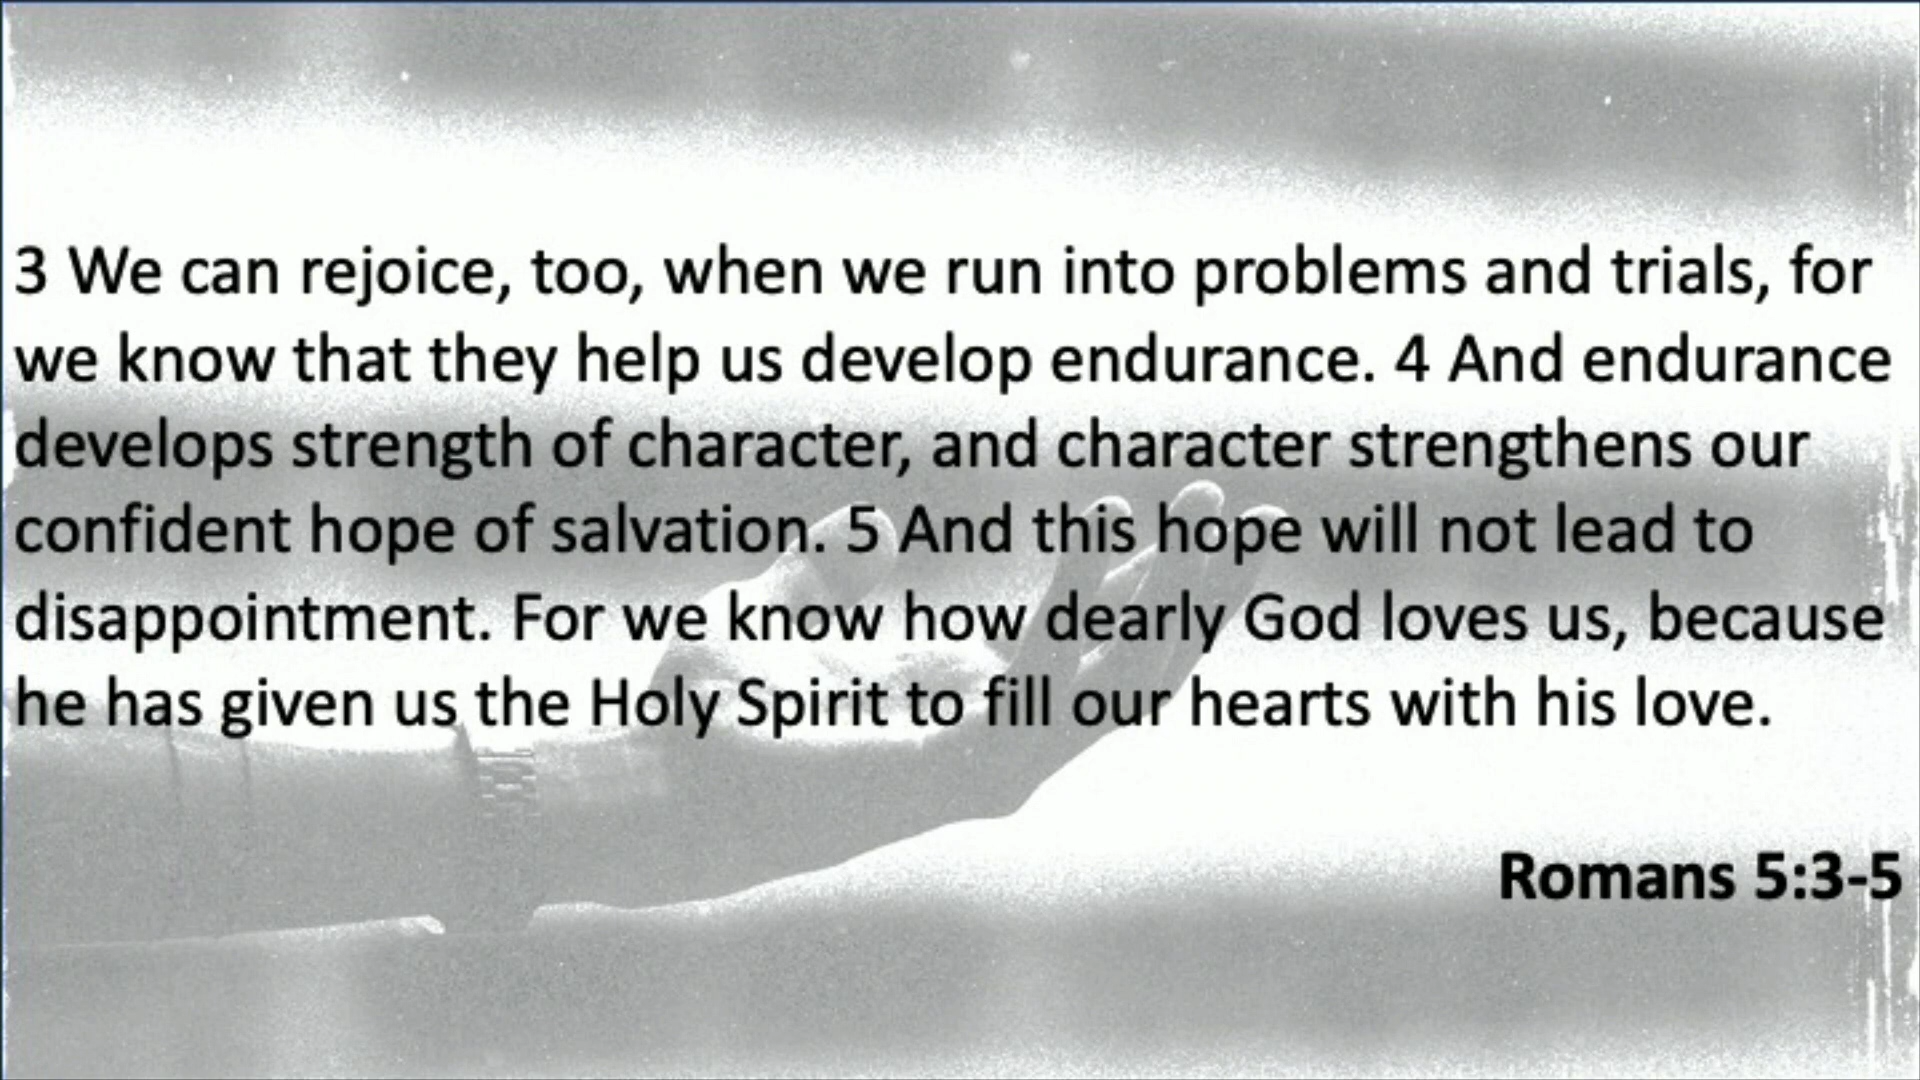 3 We can rejoice, too, when we run into problems and trials, for
we know that they help us develop endurance. 4 And endurance
develops strength of character, and character strengthens our
confident hope of salvation. 5 And this hope will not lead to
disappointment. For we know how dearly God loves us, because
he has given us the Holy Spirit to fill our hearts with his love.
Romans 5:3-5